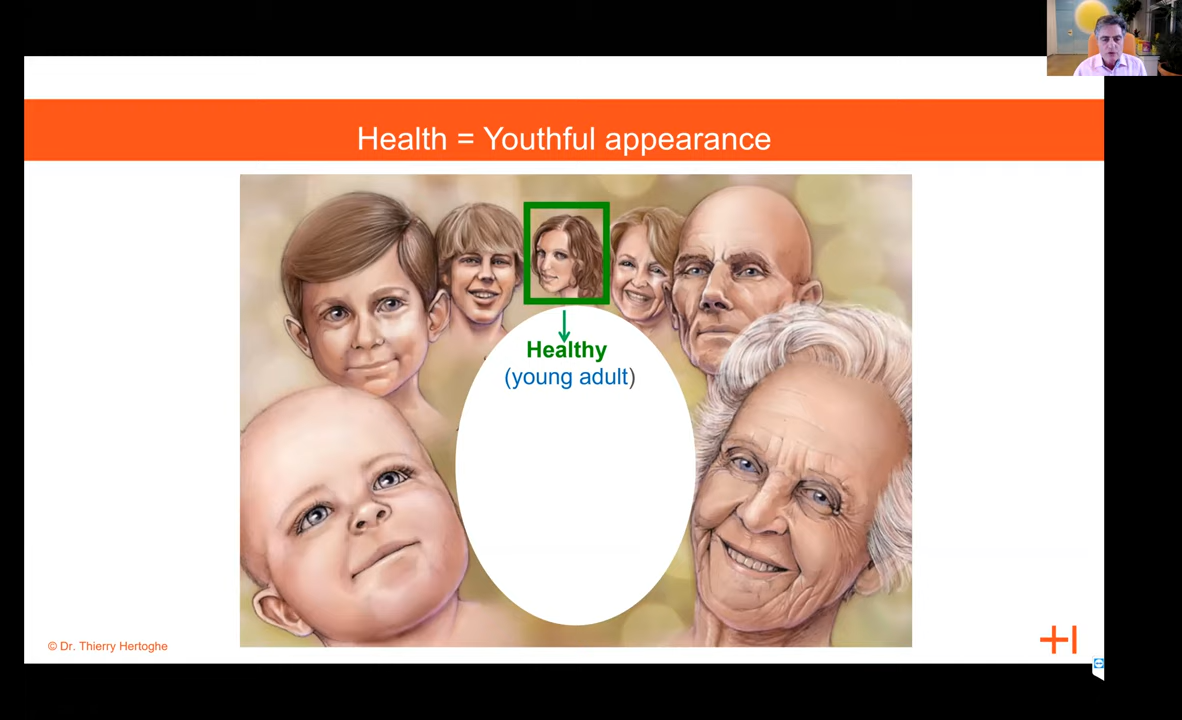 Health = Youthful appearance
Healthy
(young adult)
© Dr. Thierry Hertoghe